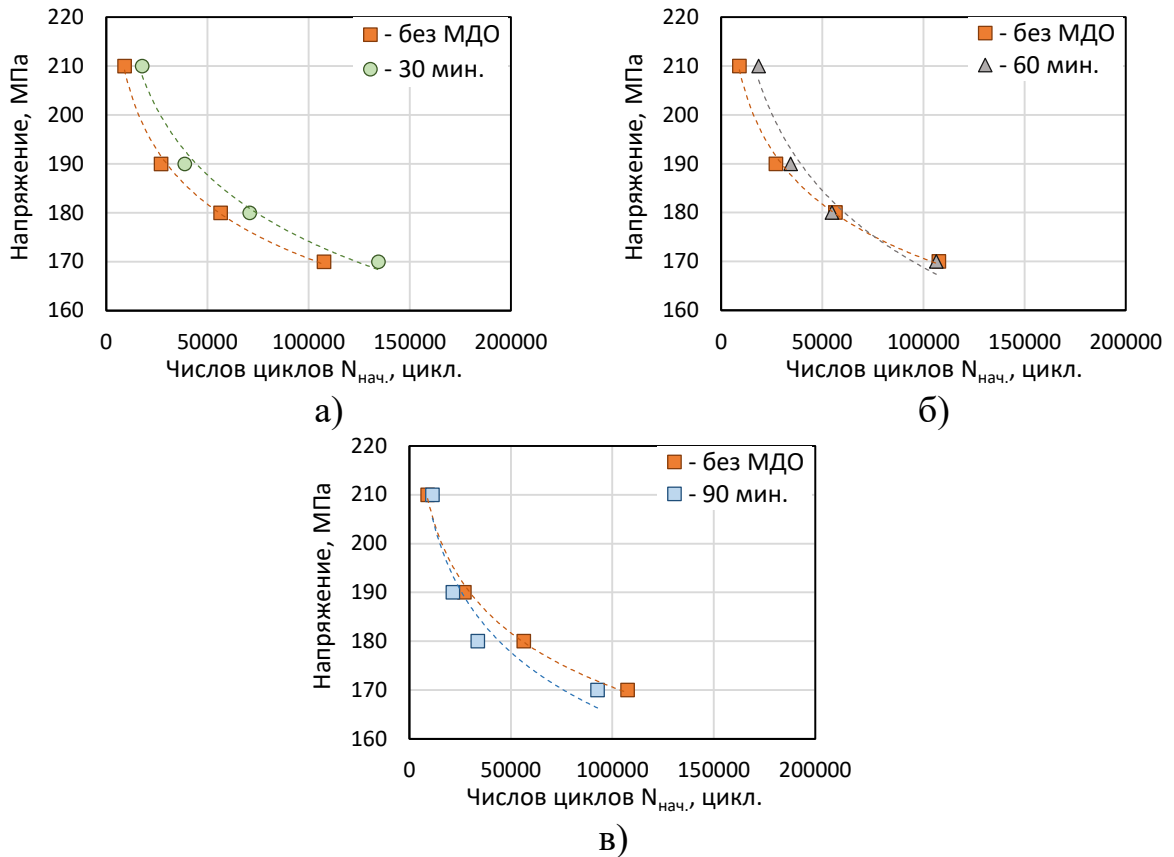 220
210
200
190
180
170
160
Напряжение, МПа
- без МДО
- 30 мин.
0 50000 100000 150000 200000
Числов циклов Nнач., цикл.
а)
220
210
200
190
180
170
160
Напряжение, МПа
- без МДО
- 60 мин.
0 50000 100000 150000 200000
Числов циклов Nнач., цикл.
б)
220
210
200
190
180
170
160
Напряжение, МПа
- без МДО
- 90 мин.
0 50000 100000 150000 200000
Числов циклов Nнач., цикл.
в)